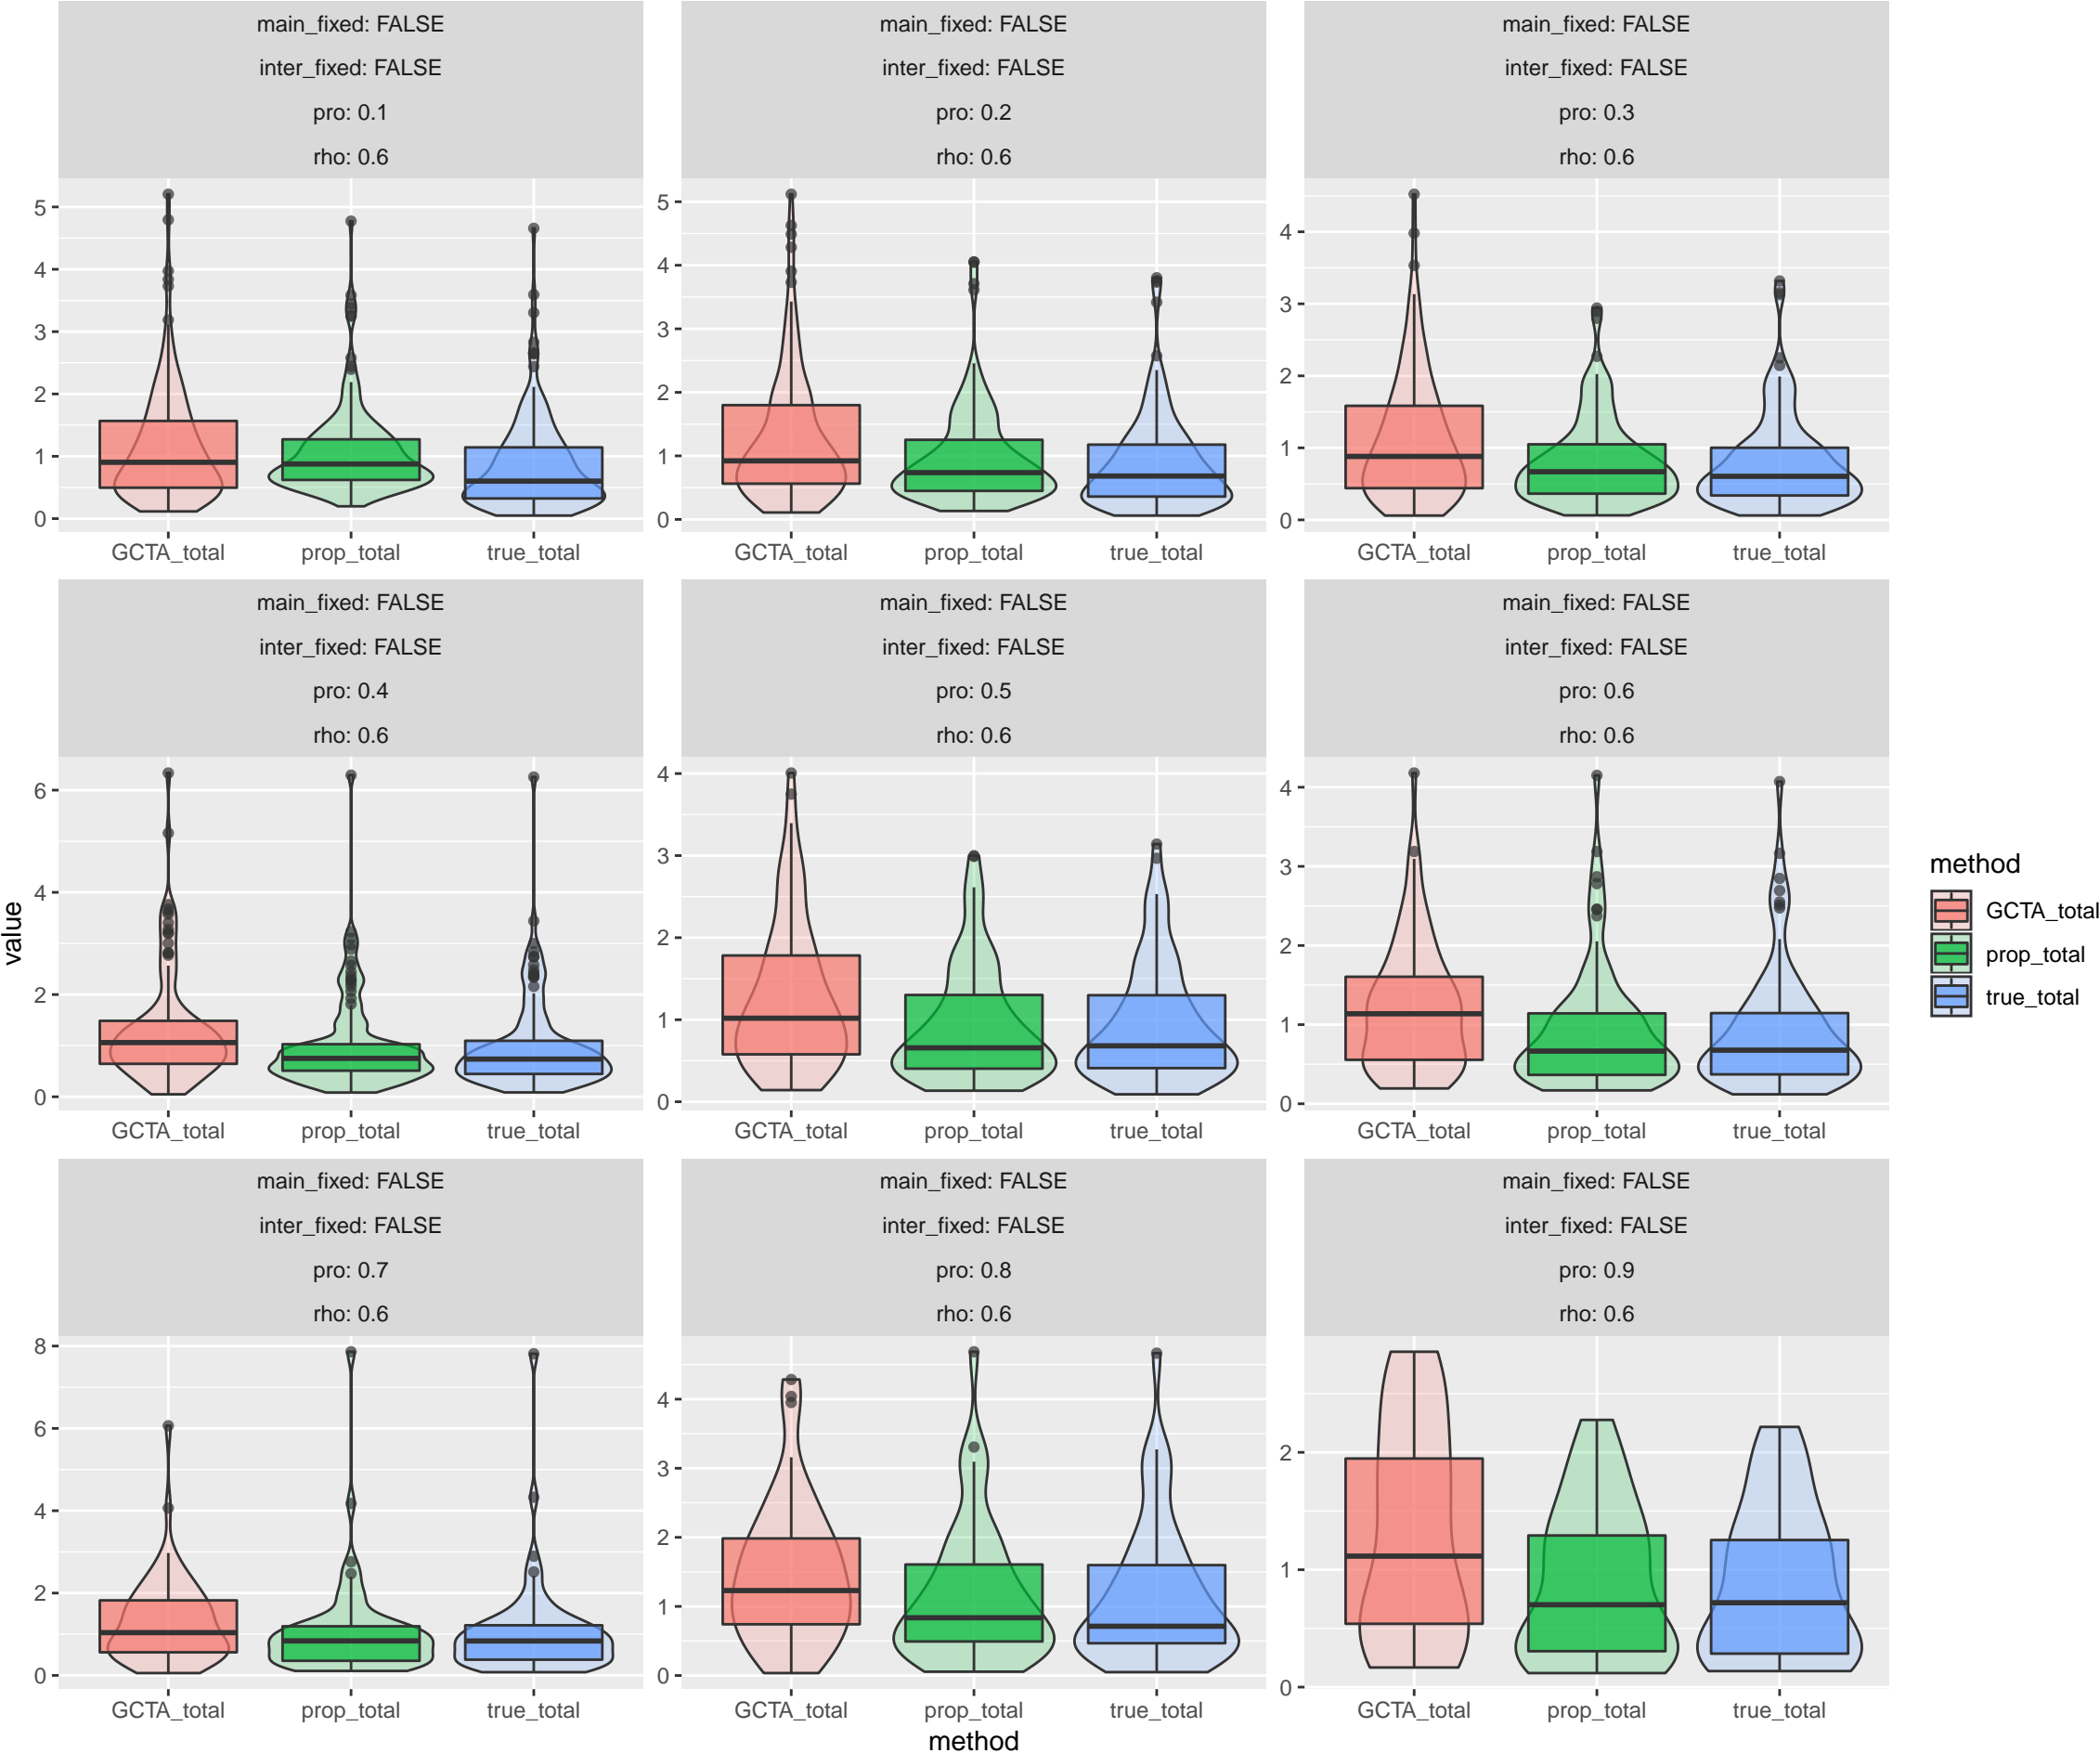 main_fixed: FALSE
inter_fixed: FALSE
pro: 0.1
rho: 0.6
5
4
3
2
1
0
GCTA_total
prop_total
true_total
main_fixed: FALSE
inter_fixed: FALSE
pro: 0.2
rho: 0.6
5
4
3
2
1
0
GCTA_total
prop_total
true_total
main_fixed: FALSE
inter_fixed: FALSE
pro: 0.3
rho: 0.6
4
3
2
1
0
GCTA_total
prop_total
true_total
value
main_fixed: FALSE
inter_fixed: FALSE
pro: 0.4
rho: 0.6
6
4
2
0
GCTA_total
prop_total
true_total
main_fixed: FALSE
inter_fixed: FALSE
pro: 0.5
rho: 0.6
4
3
2
1
0
GCTA_total
prop_total
true_total
main_fixed: FALSE
inter_fixed: FALSE
pro: 0.6
rho: 0.6
4
3
2
1
0
GCTA_total
prop_total
true_total
main_fixed: FALSE
inter_fixed: FALSE
pro: 0.7
rho: 0.6
8
6
4
2
0
GCTA_total
prop_total
true_total
main_fixed: FALSE
inter_fixed: FALSE
pro: 0.8
rho: 0.6
4
3
2
1
0
GCTA_total
prop_total
true_total
main_fixed: FALSE
inter_fixed: FALSE
pro: 0.9
rho: 0.6
2
1
0
GCTA_total
prop_total
true_total
method
method
GCTA_total
prop_total
true_total